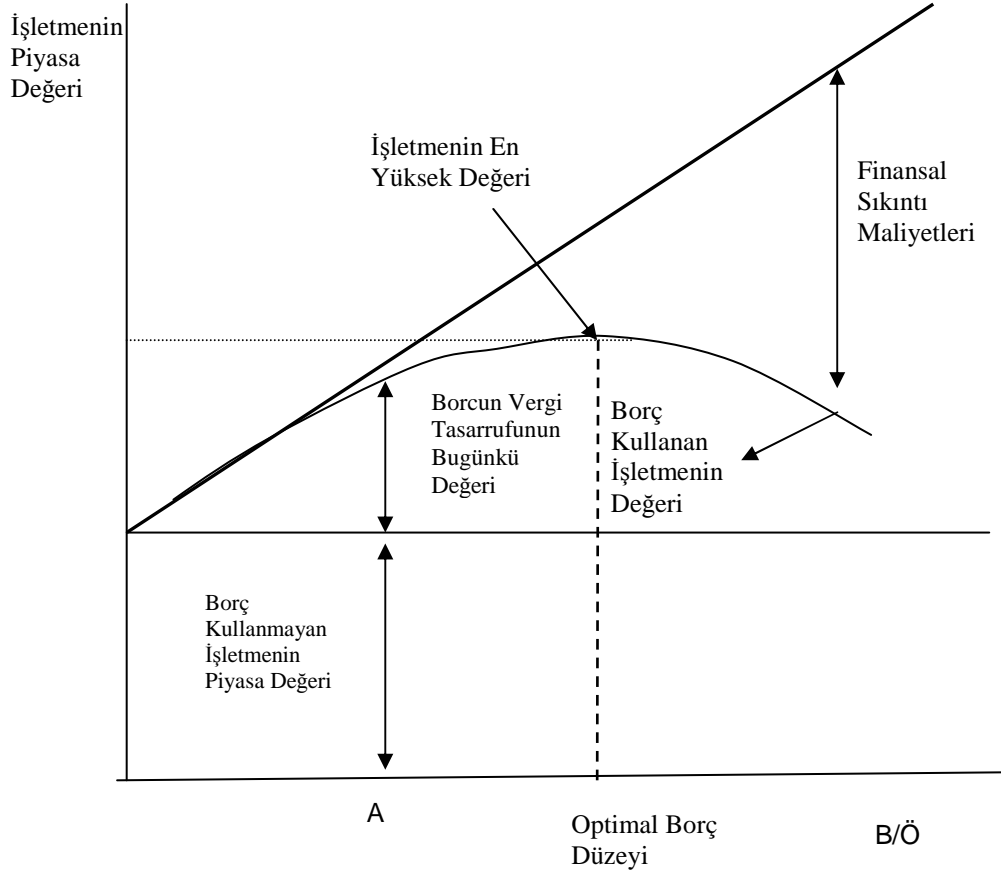 İşletmenin
Piyasa
Değeri
İşletmenin En
Yüksek Değeri
Finansal
Sıkıntı
Maliyetleri
Borcun Vergi
Tasarrufunun
Bugünkü
Değeri
Borç
Kullanan
İşletmenin
Değeri
Borç
Kullanmayan
İşletmenin
Piyasa Değeri
A
Optimal Borç
Düzeyi
B/Ö